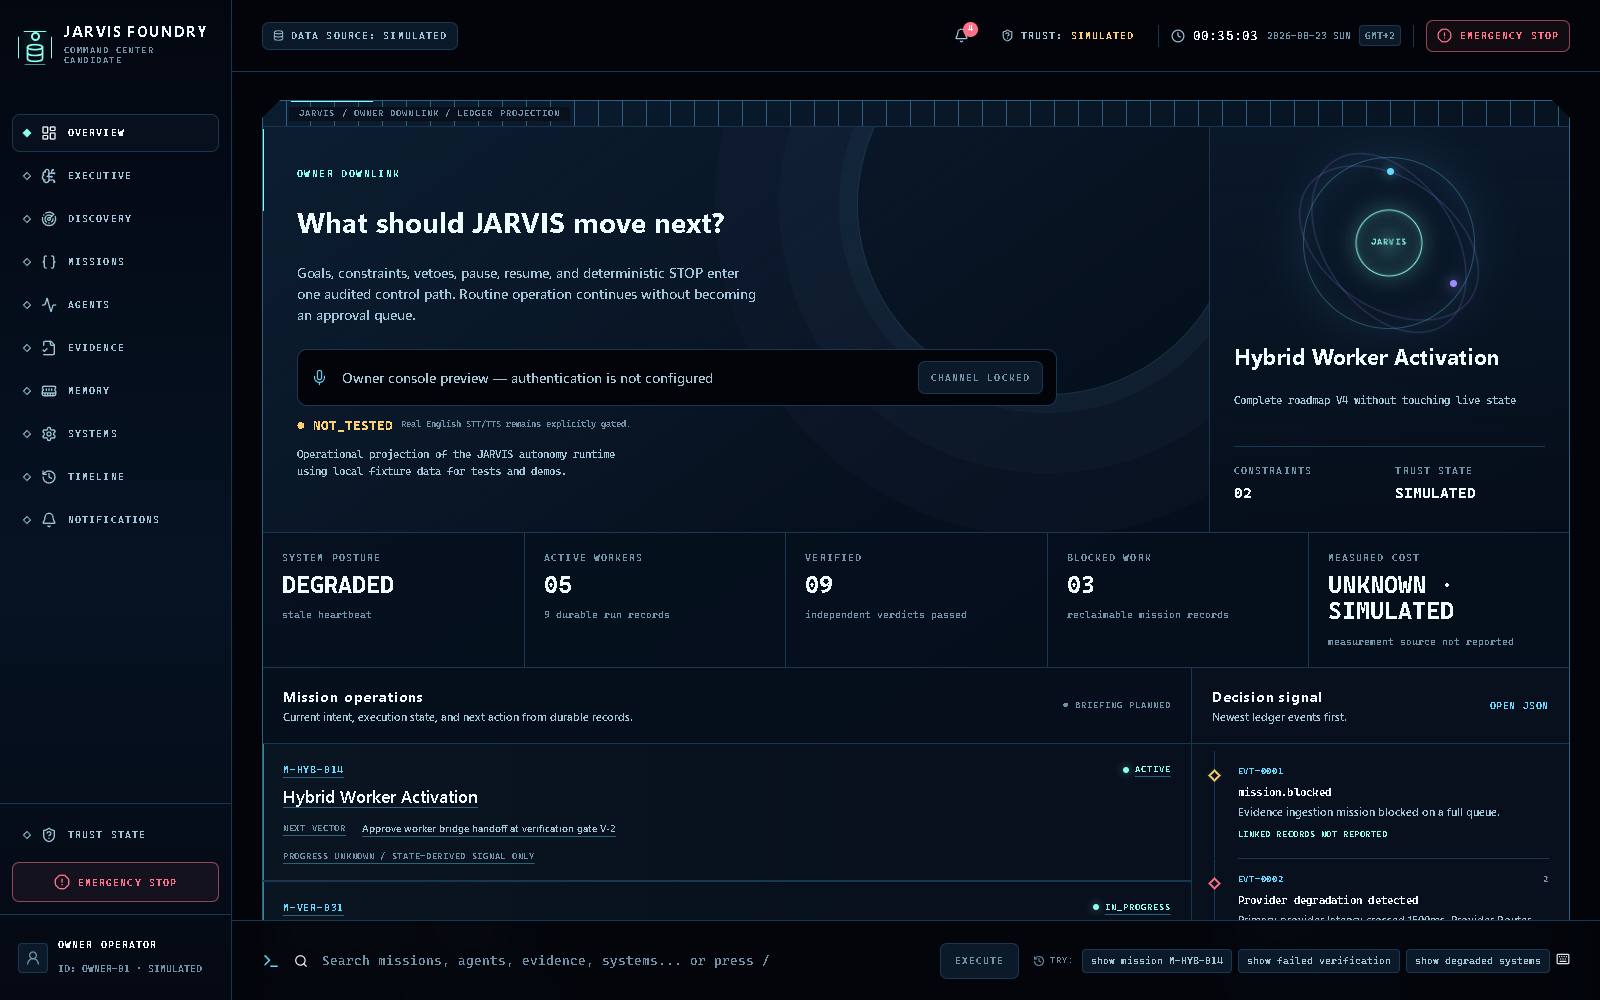 JARVIS FOUNDRY
COMMAND CENTER
CANDIDATE
OVERVIEW
EXECUTIVE
DISCOVERY
MISSIONS
AGENTS
EVIDENCE
MEMORY
SYSTEMS
TIMELINE
NOTIFICATIONS
TRUST STATE
EMERGENCY STOP
OWNER OPERATOR
ID: OWNER-01 · SIMULATED
DATA SOURCE: SIMULATED
4
TRUST: SIMULATED
00:35:03 2026-08-23 SUN GMT+2
EMERGENCY STOP
JARVIS / OWNER DOWNLINK / LEDGER PROJECTION
OWNER DOWNLINK
What should JARVIS move next?
Goals, constraints, vetoes, pause, resume, and deterministic STOP enter
one audited control path. Routine operation continues without becoming
an approval queue.
Owner console preview — authentication is not configured
CHANNEL LOCKED
NOT_TESTED Real English STT/TTS remains explicitly gated.
Operational projection of the JARVIS autonomy runtime
using local fixture data for tests and demos.
JARVIS
Hybrid Worker Activation
Complete roadmap V4 without touching live state
CONSTRAINTS
02
TRUST STATE
SIMULATED
SYSTEM POSTURE
DEGRADED
stale heartbeat
ACTIVE WORKERS
05
9 durable run records
VERIFIED
09
independent verdicts passed
BLOCKED WORK
03
reclaimable mission records
MEASURED COST
UNKNOWN ·
SIMULATED
measurement source not reported
Mission operations
Current intent, execution state, and next action from durable records.
BRIEFING PLANNED
M-HYB-014
ACTIVE
Hybrid Worker Activation
NEXT VECTOR Approve worker bridge handoff at verification gate V-2
PROGRESS UNKNOWN / STATE-DERIVED SIGNAL ONLY
M-VER-031
IN_PROGRESS
Decision signal
Newest ledger events first.
OPEN JSON
EVT-0001
mission.blocked
Evidence ingestion mission blocked on a full queue.
LINKED RECORDS NOT REPORTED
EVT-0002
2
Provider degradation detected
Primary provider latency crossed 1500ms. Provider Router
Search missions, agents, evidence, systems... or press /
EXECUTE
TRY:
show mission M-HYB-014
show failed verification
show degraded systems